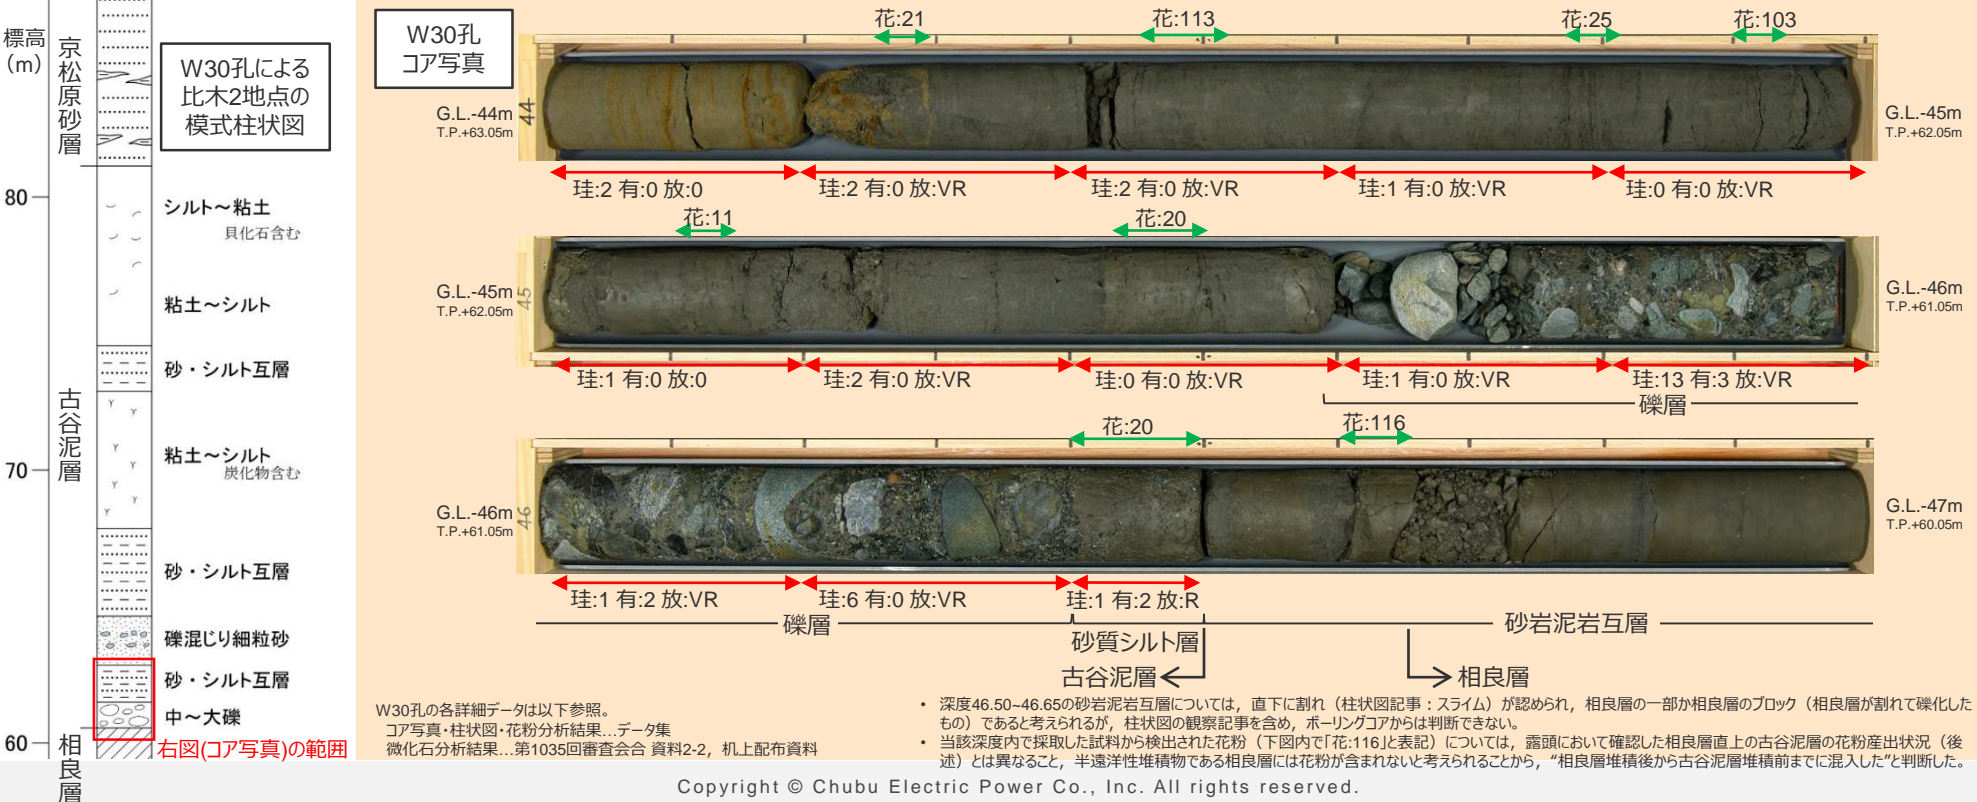 標高
（m）
京松原砂層
W30孔による
比木2地点の
模式柱状図
80
シルト～粘土
貝化石含む
粘土～シルト
砂・シルト互層
古谷泥層
粘土～シルト
炭化物含む
70
砂・シルト互層
礫混じり細粒砂
砂・シルト互層
中～大礫
60
相良層
右図(コア写真)の範囲
W30孔
コア写真
花:21
花:113
花:25
花:103
G.L.-44m
T.P.+63.05m
44
G.L.-45m
T.P.+62.05m
珪:2 有:0 放:0
珪:2 有:0 放:VR
珪:2 有:0 放:VR
珪:1 有:0 放:VR
珪:0 有:0 放:VR
花:11
花:20
G.L.-45m
T.P.+62.05m
45
G.L.-46m
T.P.+61.05m
珪:1 有:0 放:0
珪:2 有:0 放:VR
珪:0 有:0 放:VR
珪:1 有:0 放:VR
珪:13 有:3 放:VR
礫層
花:20
花:116
G.L.-46m
T.P.+61.05m
46
G.L.-47m
T.P.+60.05m
珪:1 有:2 放:VR
珪:6 有:0 放:VR
珪:1 有:2 放:R
礫層
砂質シルト層
砂岩泥岩互層
古谷泥層
相良層
W30孔の各詳細データは以下参照。
コア写真・柱状図・花粉分析結果…データ集
微化石分析結果…第1035回審査会合 資料2-2，机上配布資料
• 深度46.50~46.65の砂岩泥岩互層については，直下に割れ（柱状図記事：スライム）が認められ，相良層の一部か相良層のブロック（相良層が割れて礫化した
もの）であると考えられるが，柱状図の観察記事を含め，ボーリングコアからは判断できない。
• 当該深度内で採取した試料から検出された花粉（下図内で「花:116」と表記）については，露頭において確認した相良層直上の古谷泥層の花粉産出状況（後
述）とは異なること，半遠洋性堆積物である相良層には花粉が含まれないと考えられることから，“相良層堆積後から古谷泥層堆積前までに混入した”と判断した。
Copyright © Chubu Electric Power Co., Inc. All rights reserved.